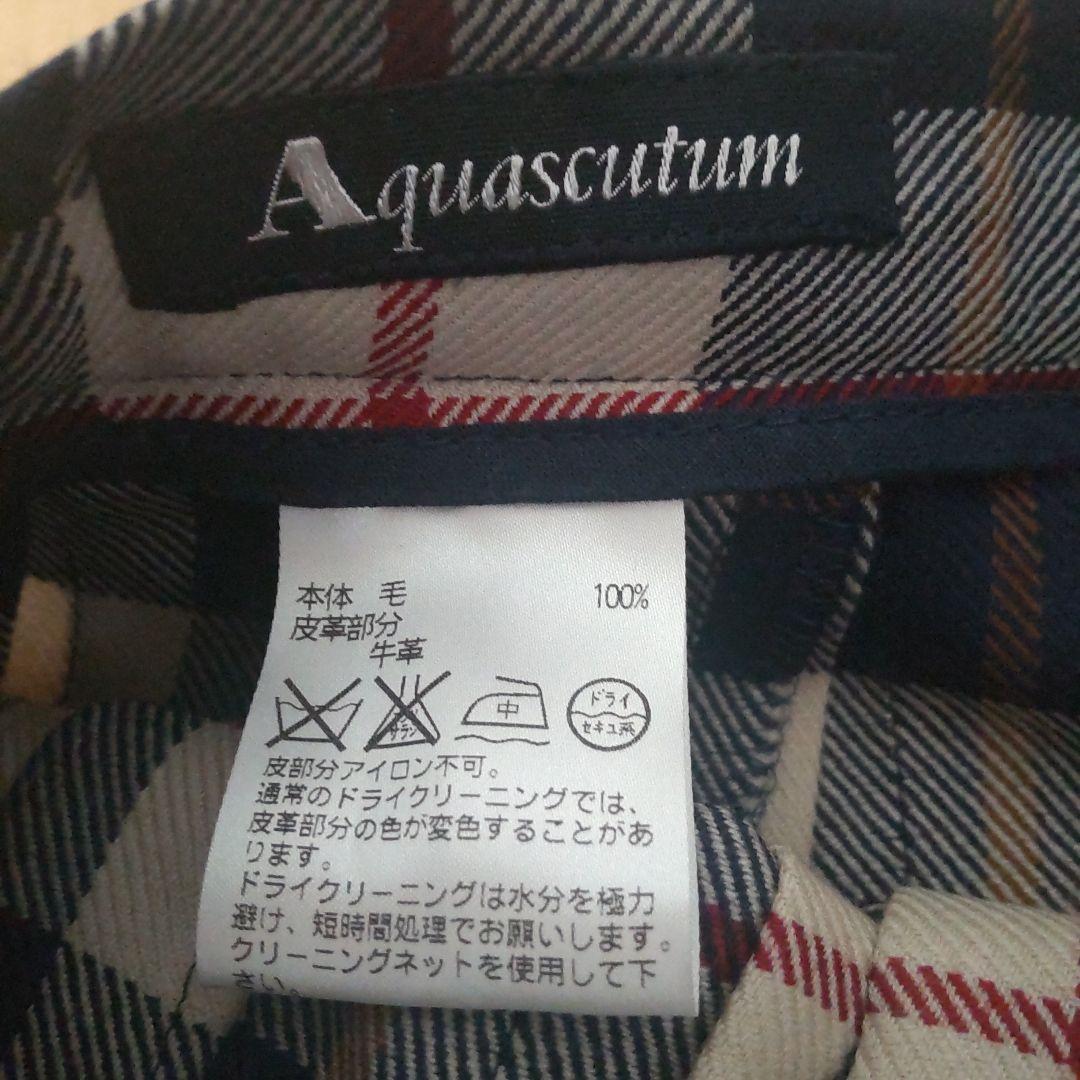 Aquascutum
本体 毛 100%
皮革部分
牛革
中 ドライ
セキユ系
皮部分アイロン不可。
通常のドライクリーニングでは、
皮革部分の色が変色することがあ
ります。
ドライクリーニングは水分を極力
避け、短時間処理でお願いします。
クリーニングネットを使用して下
さい。